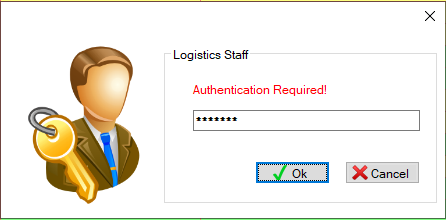 Logistics Staff
Authentication Required!
*******
Ok
Cancel